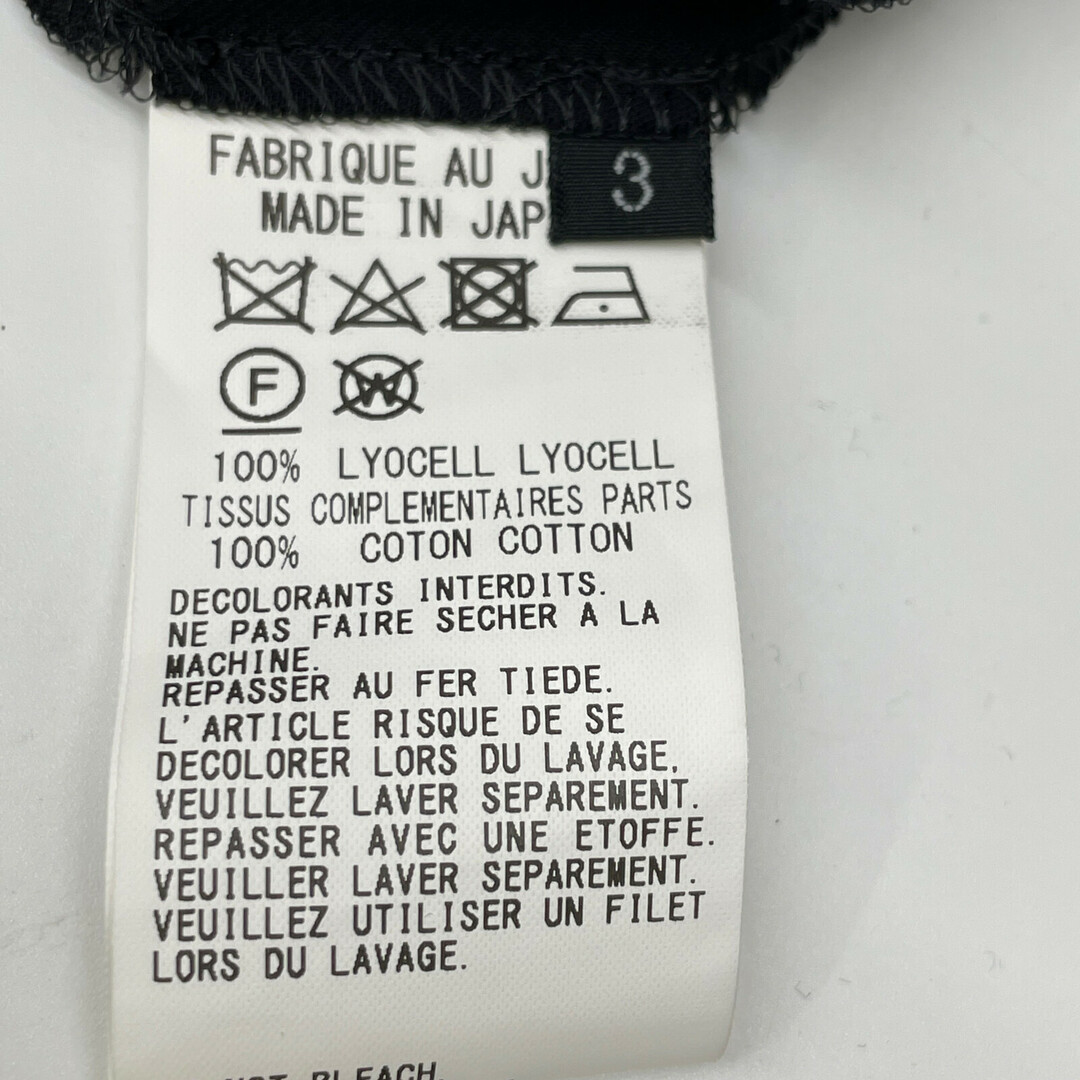 FABRIQUE AU
3
MADE IN
F
W
100% LYOCELL LYOCELL
TISSUS COMPLEMENTAIRES PARTS
100% COTON COTTON
DECOLORANTS INTERDITS.
NE PAS FAIRE SECHER A LA
MACHINE.
REPASSER AU FER TIEDE.
L'ARTICLE RISQUE DE SE
DECOLORER LORS DU LAVAGE,
VEUILLEZ LAVER SEPAREMENT.
REPASSER AVEC UNE ETOFFE.
VEUILLER LAVER SEPAREMENT.
VEUILLEZ UTILISER UN FILET
LORS DU LAVAGE.
BLEACH.